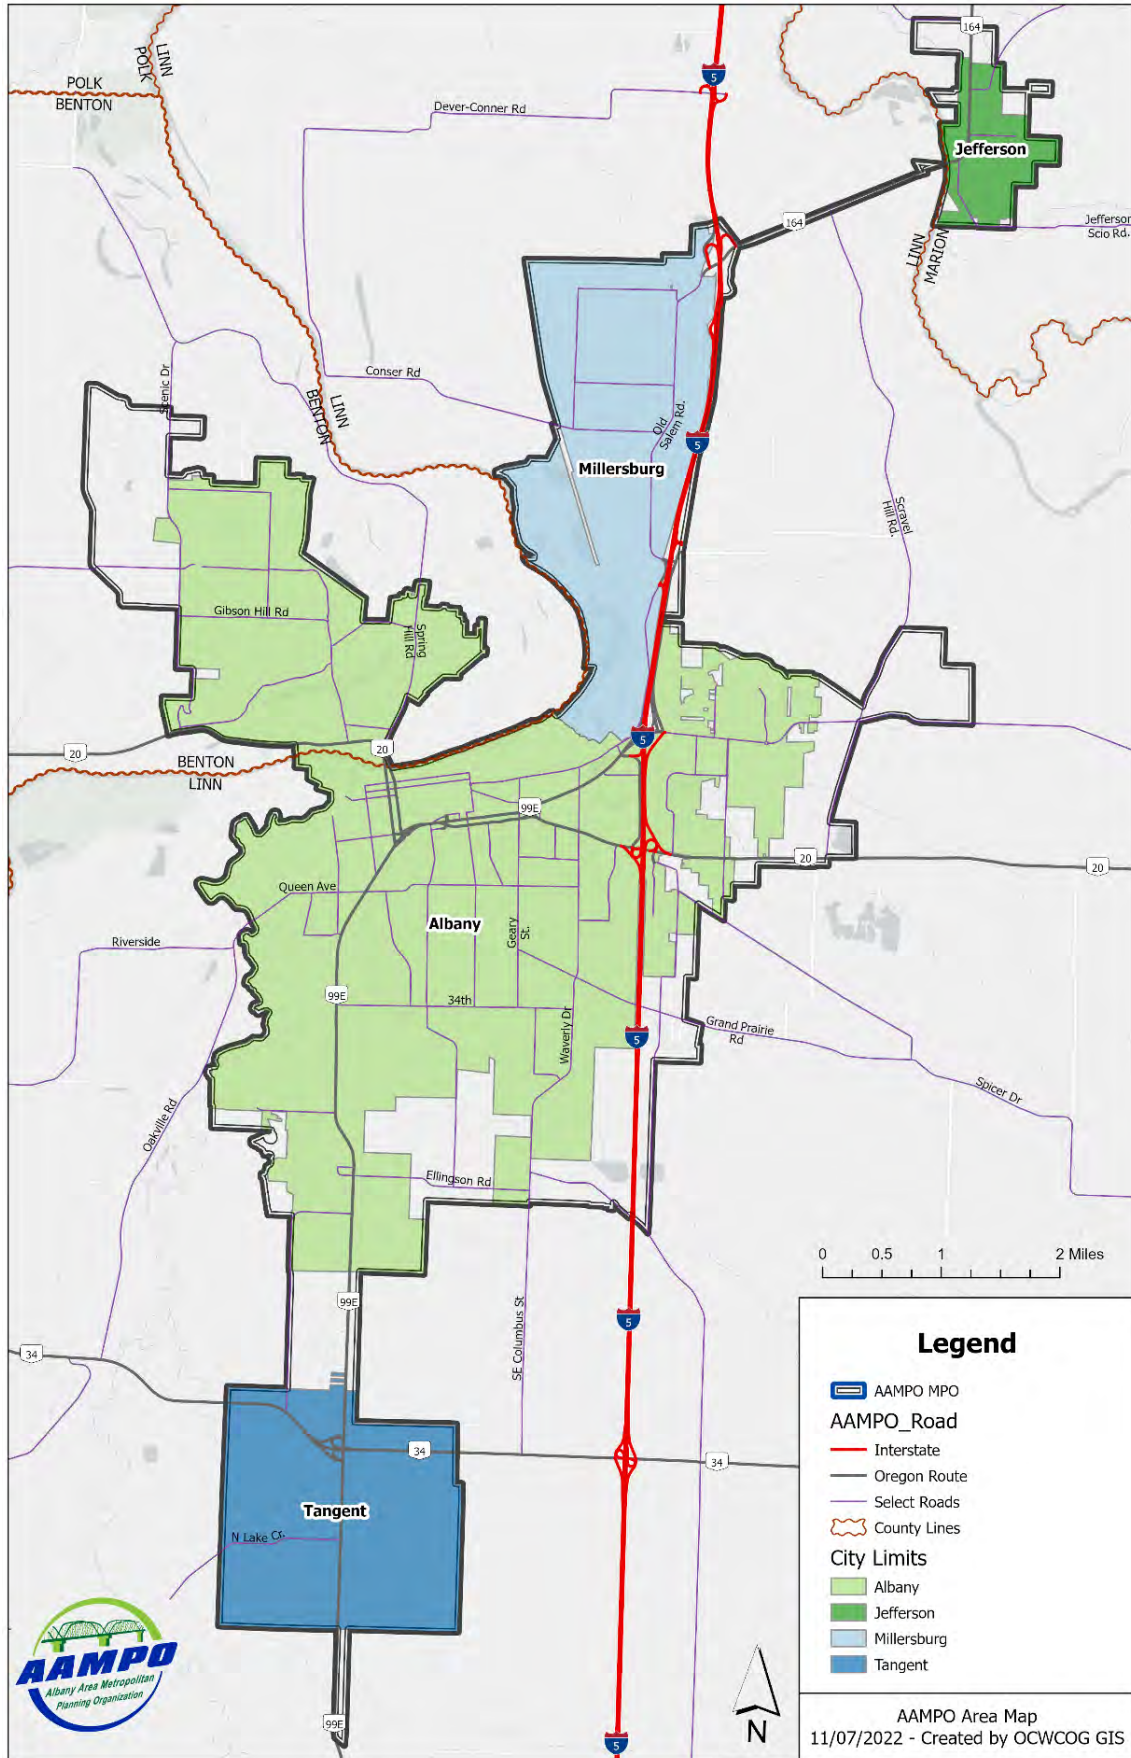 164
LINN
POLK
5
POLK
BENTON
Dever-Conner Rd
Jefferson
164
Jefferson
Scio Rd.
LINN
MARION
Conser Rd
Scenic Dr
LINN
BENTON
Old
Salem Rd.
5
Millersburg
Scravel
Hill Rd.
Gibson Hill Rd
Spring
Hill Rd
20
20
5
BENTON
LINN
99E
20
20
Queen Ave
Albany
Geary
St.
Riverside
99E
34th
Waverly Dr
5
Grand Prairie
Rd
Spicer Dr
Oakville Rd
Ellingson Rd
0 0.5 1 2 Miles
99E
SE Columbus St
5
34
34
34
Tangent
N Lake Cr.
99E
5
Legend
AAMPO MPO
AAMPO_Road
Interstate
Oregon Route
Select Roads
County Lines
City Limits
Albany
Jefferson
Millersburg
Tangent
AAMPO
Albany Area Metropolitan
Planning Organization
N
AAMPO Area Map
11/07/2022 - Created by OCWCOG GIS